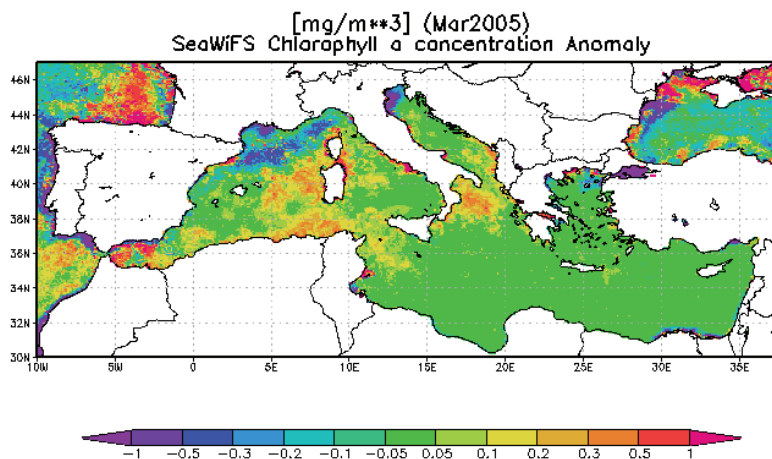 [mg/m**3] (Mar2005)
SeaWiFS Chlorophyll a concentration Anomaly
46N
44N
42N
40N
38N
36N
34N
32N
30N
10W 5W 0 5E 10E 15E 20E 25E 30E 35E
-1 -0.5 -0.3 -0.2 -0.1 -0.05 0.05 0.1 0.2 0.3 0.5 1